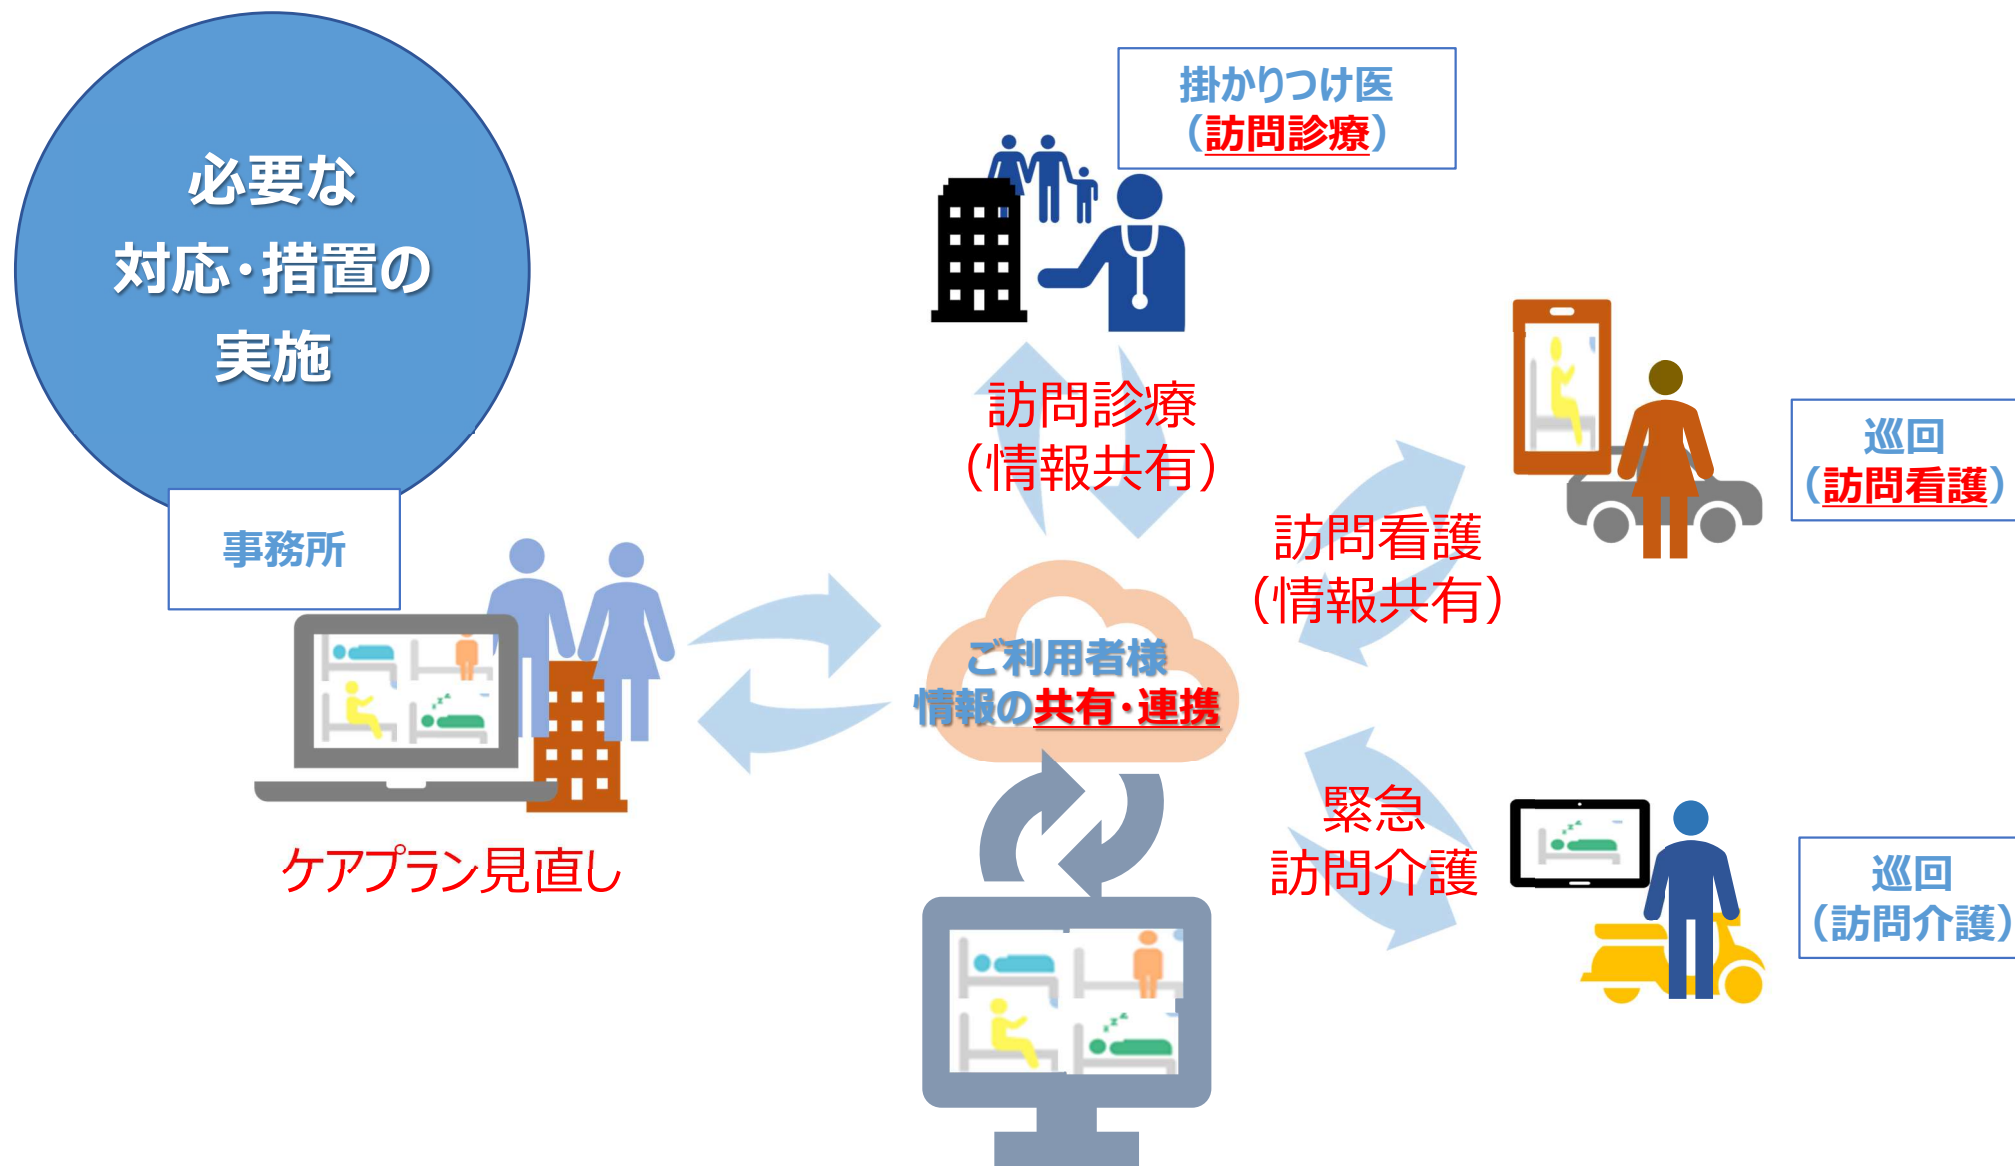 必要な
対応・措置の
実施
事務所
ケアプラン見直し
掛かりつけ医
（訪問診療）
訪問診療
（情報共有）
巡回
（訪問看護）
訪問看護
（情報共有）
ご利用者様
情報の共有・連携
緊急
訪問介護
巡回
（訪問介護）
zzz
zzz
zzz